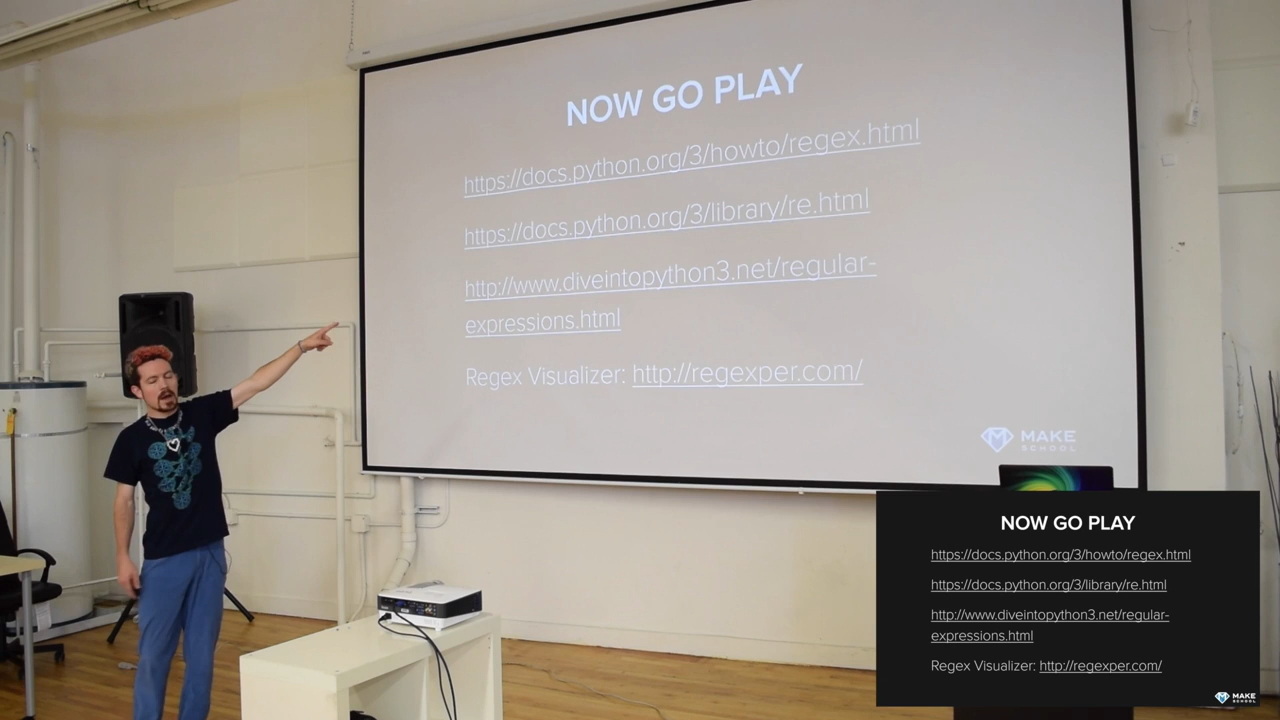 NOW GO PLAY
https://docs.python.org/3/howto/regex.html
https://docs.python.org/3/library/re.html
http://www.diveintopython3.net/regular-
expressions.html
Regex Visualizer: http://regexper.com/
MAKE
SCHOOL
NOW GO PLAY
https://docs.python.org/3/howto/regex.html
https://docs.python.org/3/library/re.html
http://www.diveintopython3.net/regular-
expressions.html
Regex Visualizer: http://regexper.com/
MAKE
SCHOOL